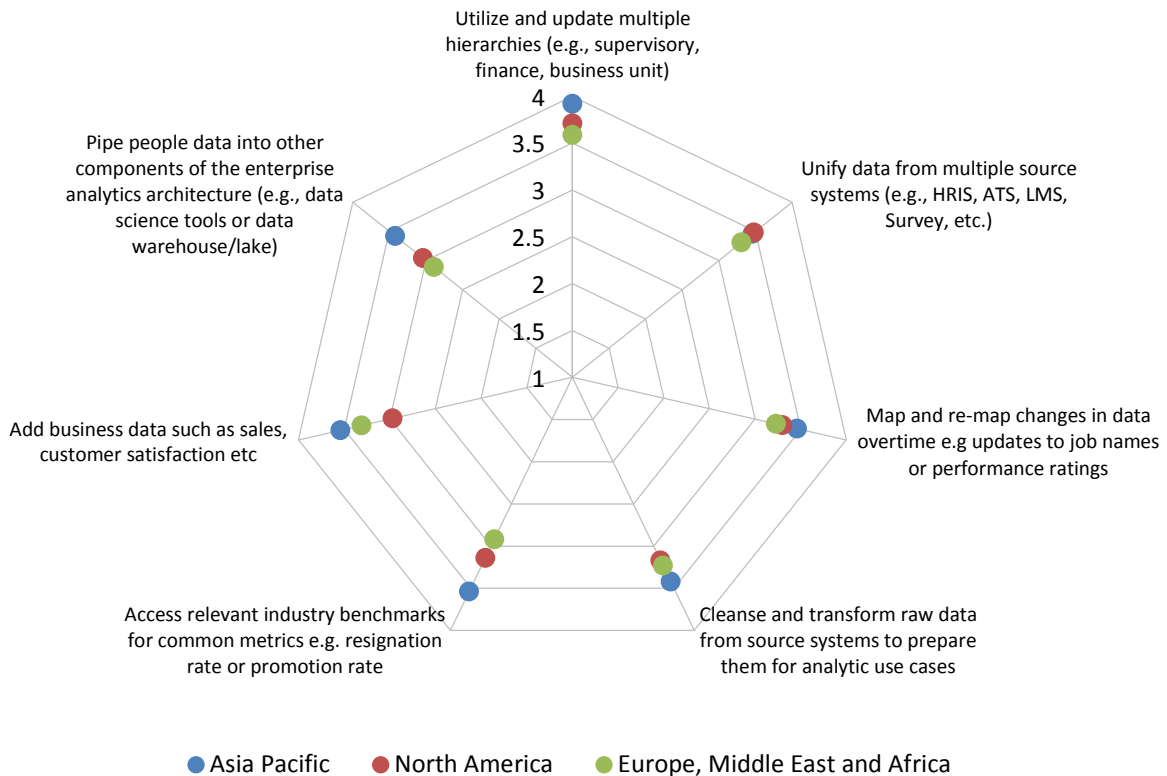 Utilize and update multiple
hierarchies (e.g., supervisory,
finance, business unit)
4
3.5
3
2.5
2
1.5
1
Unify data from multiple source
systems (e.g., HRIS, ATS, LMS,
Survey, etc.)
Map and re-map changes in data
overtime e.g updates to job names
or performance ratings
Cleanse and transform raw data
from source systems to prepare
them for analytic use cases
Access relevant industry benchmarks
for common metrics e.g. resignation
rate or promotion rate
Add business data such as sales,
customer satisfaction etc
Pipe people data into other
components of the enterprise
analytics architecture (e.g., data
science tools or data
warehouse/lake)
Asia Pacific
North America
Europe, Middle East and Africa